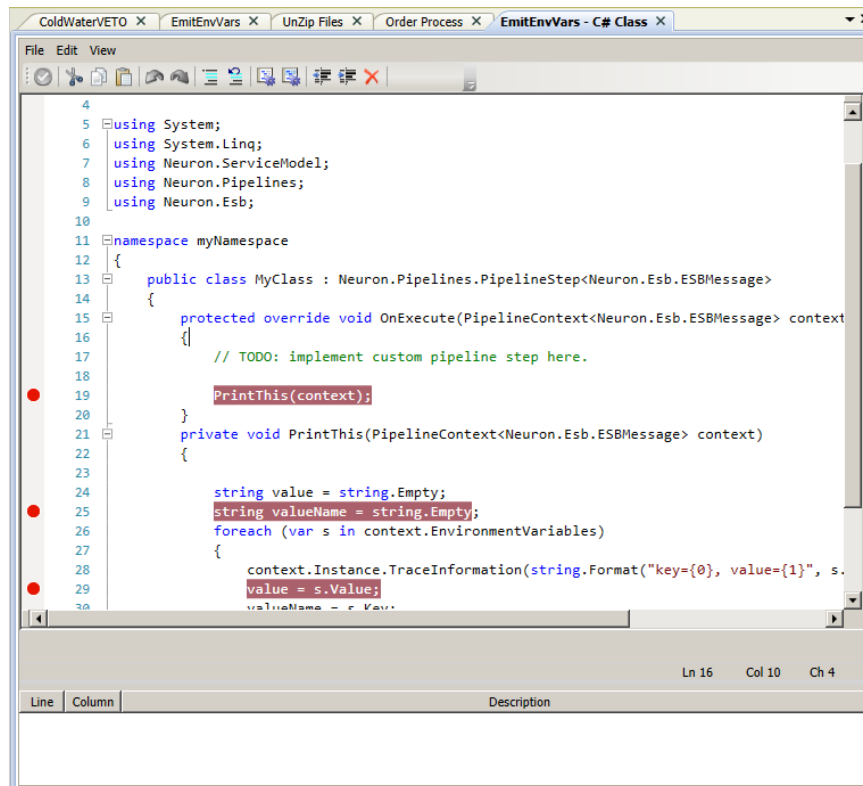 ColdWaterVETO X EmitEnvVars X UnZip Files X Order Process X EmitEnvVars - C# Class X
File Edit View
4
5 using System;
6 using System.Linq;
7 using Neuron.ServiceModel;
8 using Neuron.Pipelines;
9 using Neuron.Esb;
10
11 namespace myNamespace
12 {
13 public class MyClass : Neuron.Pipelines.PipelineStep<Neuron.Esb.ESBMessage>
14 {
15 protected override void OnExecute(PipelineContext<Neuron.Esb.ESBMessage> context
16 {
17 // TODO: implement custom pipeline step here.
18
19 PrintThis(context);
20 }
21 private void PrintThis(PipelineContext<Neuron.Esb.ESBMessage> context)
22 {
23
24 string value = string.Empty;
25 string valueName = string.Empty;
26 foreach (var s in context.EnvironmentVariables)
27 {
28 context.Instance.TraceInformation(string.Format("key={0}, value={1}", s.
29 value = s.Value;
30 valueName = s.Key;
Ln 16 Col 10 Ch 4
Line Column Description